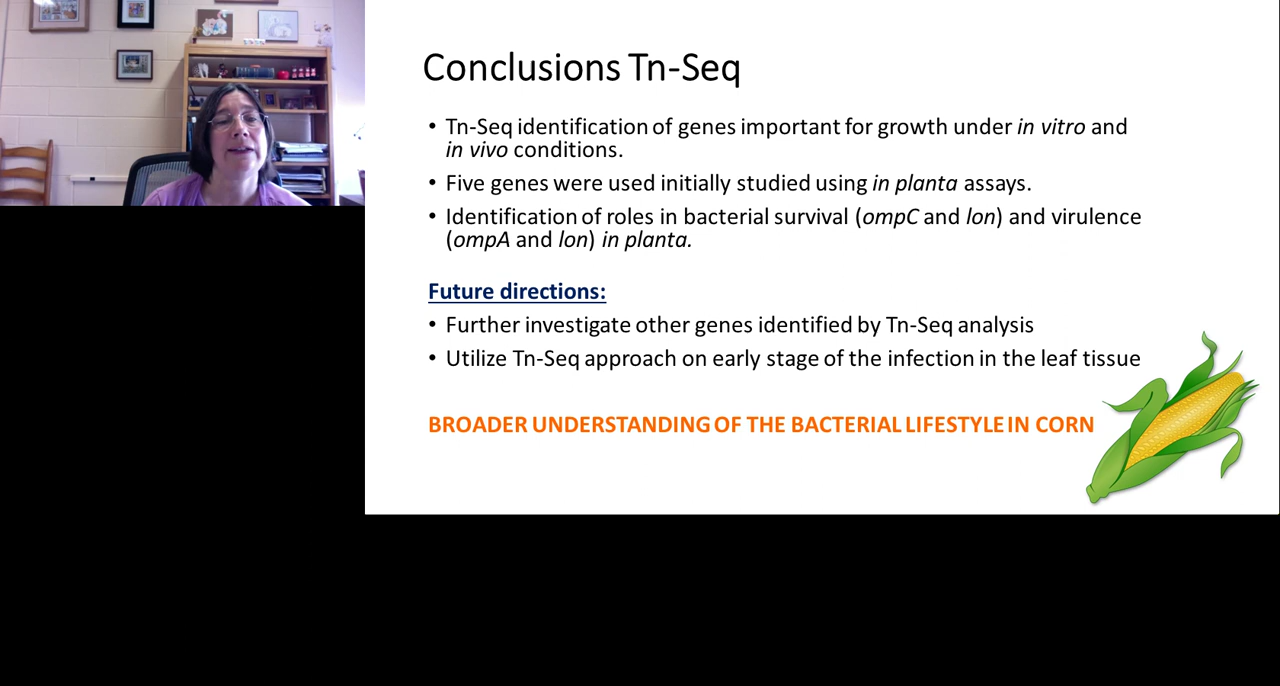 Conclusions Tn-Seq
• Tn-Seq identification of genes important for growth under in vitro and
in vivo conditions.
• Five genes were used initially studied using in planta assays.
• Identification of roles in bacterial survival (ompC and lon) and virulence
(ompA and lon) in planta.
Future directions:
• Further investigate other genes identified by Tn-Seq analysis
• Utilize Tn-Seq approach on early stage of the infection in the leaf tissue
BROADER UNDERSTANDING OF THE BACTERIAL LIFESTYLE IN CORN